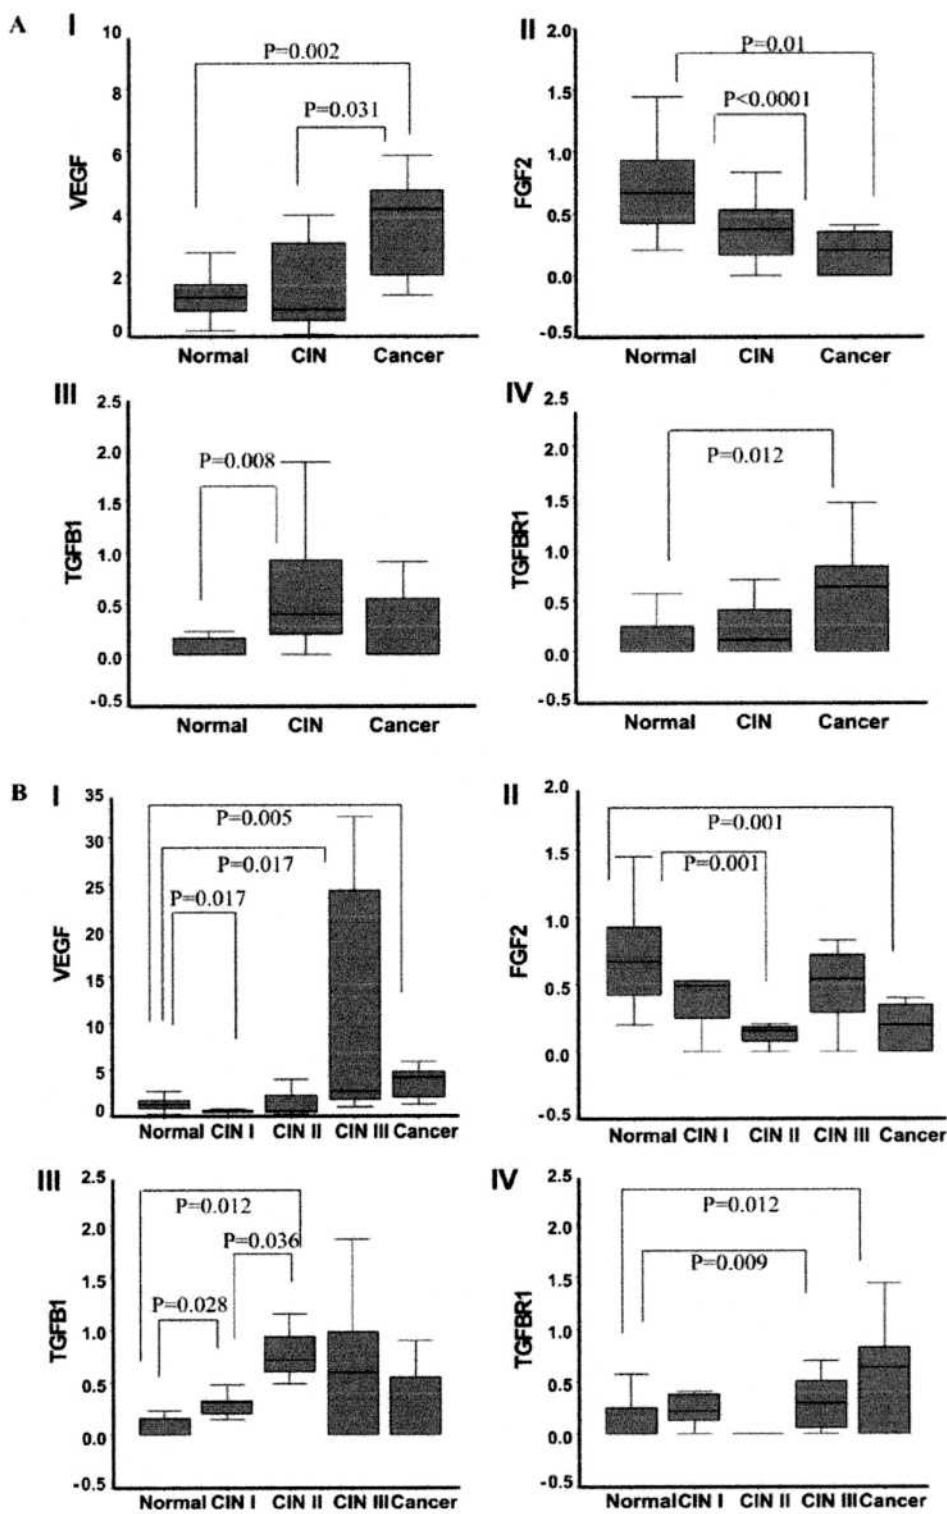 A I
10
8
6
4
2
0
VEGF
P=0.002
P=0.031
Normal CIN Cancer
II
2.0
1.5
1.0
0.5
0.0
-0.5
FGF2
P=0.01
P<0.0001
Normal CIN Cancer
III
2.5
2.0
1.5
1.0
0.5
0.0
-0.5
TGFB1
P=0.008
Normal CIN Cancer
IV
2.5
2.0
1.5
1.0
0.5
0.0
-0.5
TGFBR1
P=0.012
Normal CIN Cancer
B I
35
30
25
20
15
10
5
0
VEGF
P=0.005
P=0.017
P=0.017
Normal CIN I CIN II CIN III Cancer
II
2.0
1.5
1.0
0.5
0.0
-0.5
FGF2
P=0.001
P=0.001
Normal CIN I CIN II CIN III Cancer
III
2.5
2.0
1.5
1.0
0.5
0.0
-0.5
TGFB1
P=0.012
P=0.036
P=0.028
Normal CIN I CIN II CIN III Cancer
IV
2.5
2.0
1.5
1.0
0.5
0.0
-0.5
TGFBR1
P=0.012
P=0.009
Normal CIN I CIN II CIN III Cancer